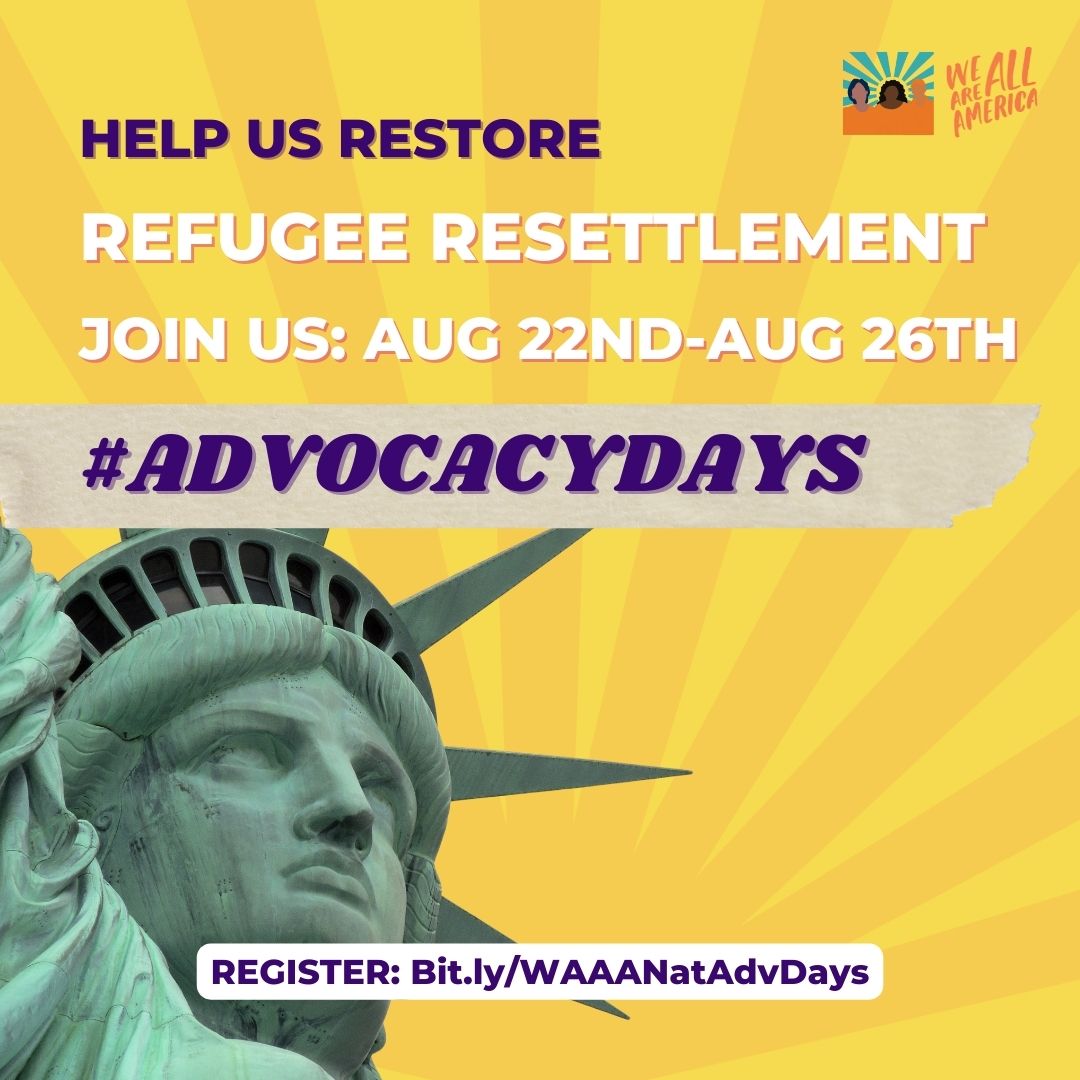 WE ALL
ARE
AMERICA
HELP US RESTORE
REFUGEE RESETTLEMENT
JOIN US: AUG 22ND-AUG 26TH
#ADVOCACYDAYS
REGISTER: Bit.ly/WAAANatAdvDays